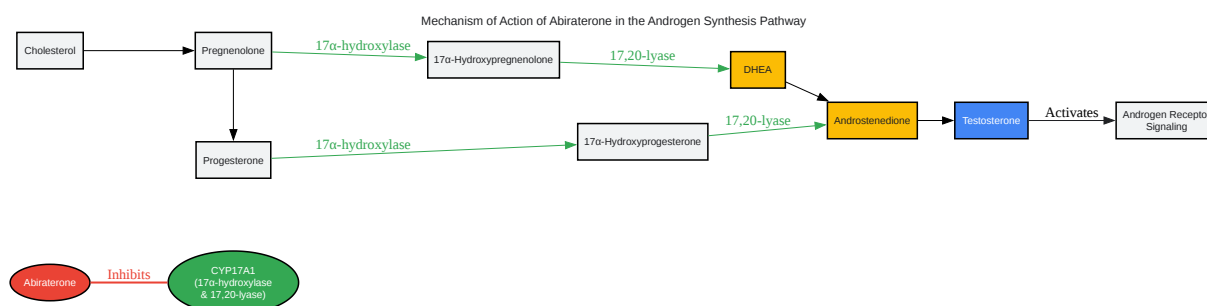 Mechanism of Action of Abiraterone in the Androgen Synthesis Pathway
Cholesterol
Pregnenolone
17α-hydroxylase
17α-Hydroxypregnenolone
17,20-lyase
DHEA
Progesterone
17α-hydroxylase
17α-Hydroxyprogesterone
17,20-lyase
Androstenedione
Testosterone
Activates
Androgen Recepto
Signaling
Abiraterone
Inhibits
CYP17A1
(17α-hydroxylase
& 17,20-lyase)